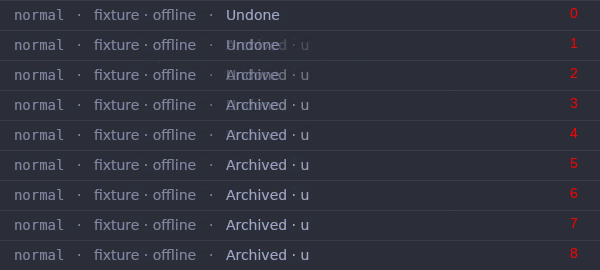 normal · fixture · offline · Undone 0
normal · fixture · offline · Archived · u 1
normal · fixture · offline · Archived · u 2
normal · fixture · offline · Archived · u 3
normal · fixture · offline · Archived · u 4
normal · fixture · offline · Archived · u 5
normal · fixture · offline · Archived · u 6
normal · fixture · offline · Archived · u 7
normal · fixture · offline · Archived · u 8